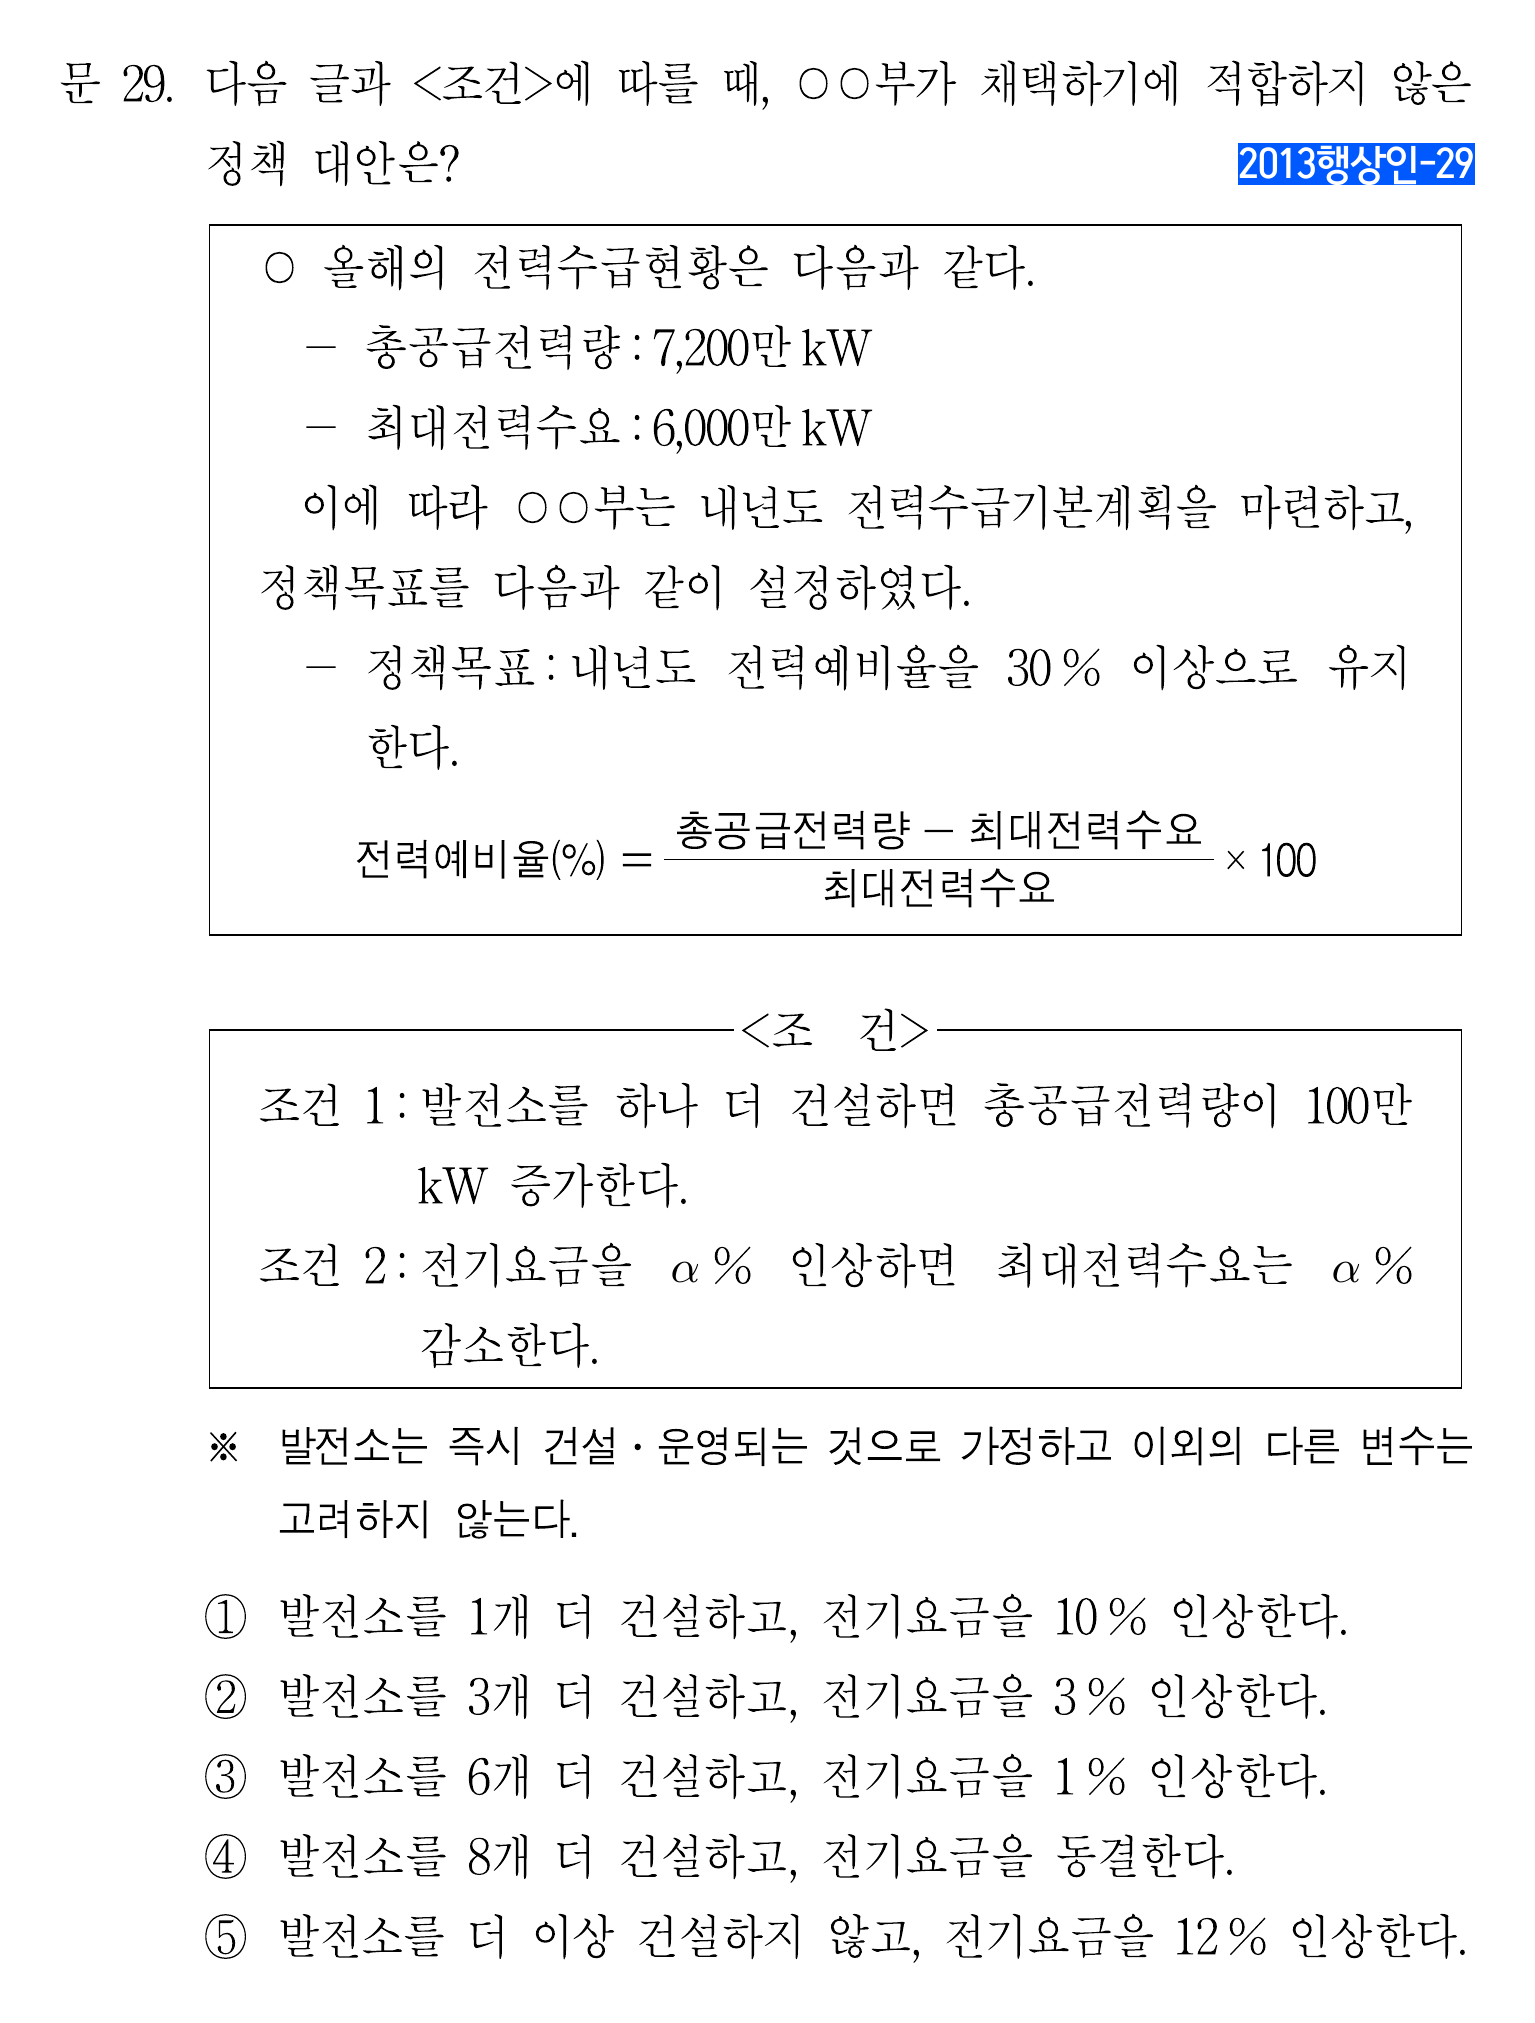 문 29. 다음 글과 <조건>에 따를 때, ○○부가 채택하기에 적합하지 않은
정책 대안은?
2013행상인-29
○ 올해의 전력수급현황은 다음과 같다.
- 총공급전력량:7,200만 kW
- 최대전력수요:6,000만 kW
이에 따라 ○○부는 내년도 전력수급기본계획을 마련하고,
정책목표를 다음과 같이 설정하였다.
- 정책목표:내년도 전력예비율을 30% 이상으로 유지
한다.
전력예비율(%) = (총공급전력량 - 최대전력수요) / 최대전력수요 × 100
<조 건>
조건 1:발전소를 하나 더 건설하면 총공급전력량이 100만
kW 증가한다.
조건 2:전기요금을 α% 인상하면 최대전력수요는 α%
감소한다.
※ 발전소는 즉시 건설·운영되는 것으로 가정하고 이외의 다른 변수는
고려하지 않는다.
① 발전소를 1개 더 건설하고, 전기요금을 10% 인상한다.
② 발전소를 3개 더 건설하고, 전기요금을 3% 인상한다.
③ 발전소를 6개 더 건설하고, 전기요금을 1% 인상한다.
④ 발전소를 8개 더 건설하고, 전기요금을 동결한다.
⑤ 발전소를 더 이상 건설하지 않고, 전기요금을 12% 인상한다.